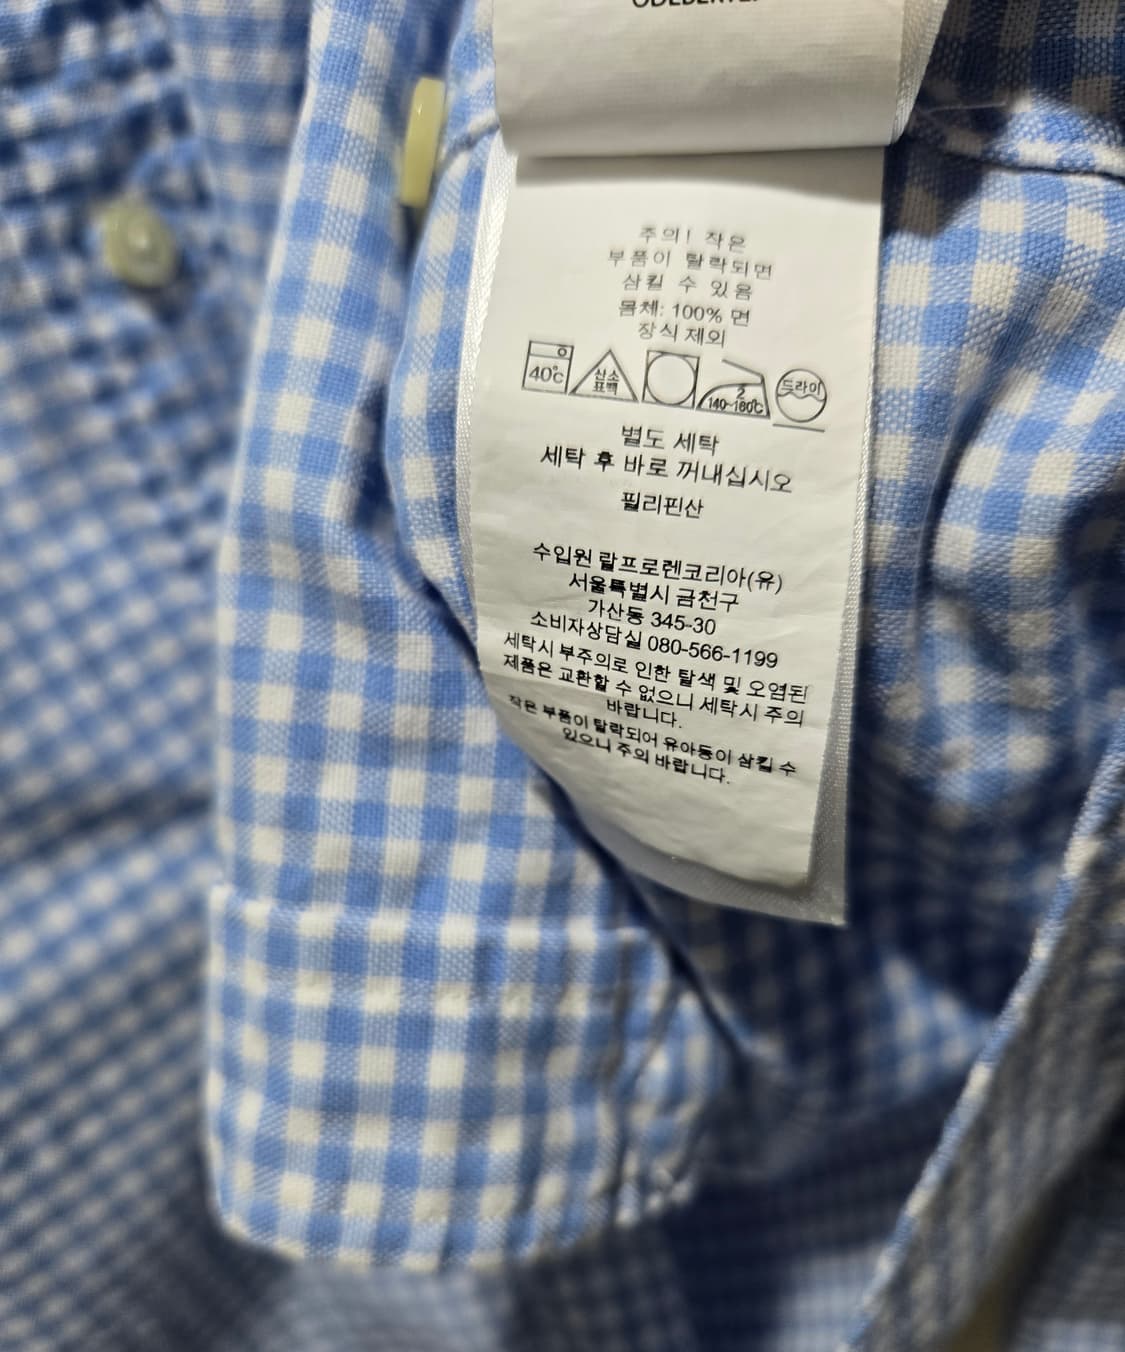 주의! 작은
부품이 탈락되면
삼킬 수 있음
몸체: 100% 면
장식 제외
40℃ 산소 표백 2 140~160℃ 드라이
별도 세탁
세탁 후 바로 꺼내십시오
필리핀산
수입원 랄프로렌코리아(유)
서울특별시 금천구
가산동 345-30
소비자상담실 080-566-1199
세탁시 부주의로 인한 탈색 및 오염된
제품은 교환할 수 없으니 세탁시 주의
바랍니다.
작은 부품이 탈락되어 유아등이 삼킬 수
있으니 주의 바랍니다.